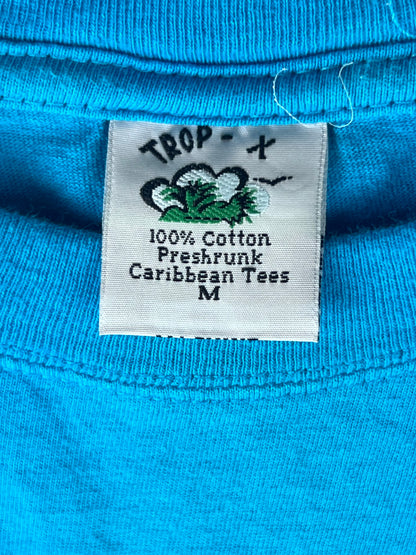 TROP - X
100% Cotton
Preshrunk
Caribbean Tees
M